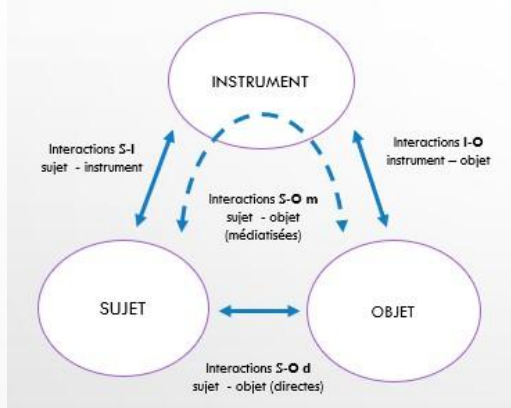 INSTRUMENT
Interactions S-I
sujet - instrument
Interactions I-O
instrument – objet
Interactions S-O m
sujet - objet
(médiatisées)
SUJET
OBJET
Interactions S-O d
sujet - objet (directes)